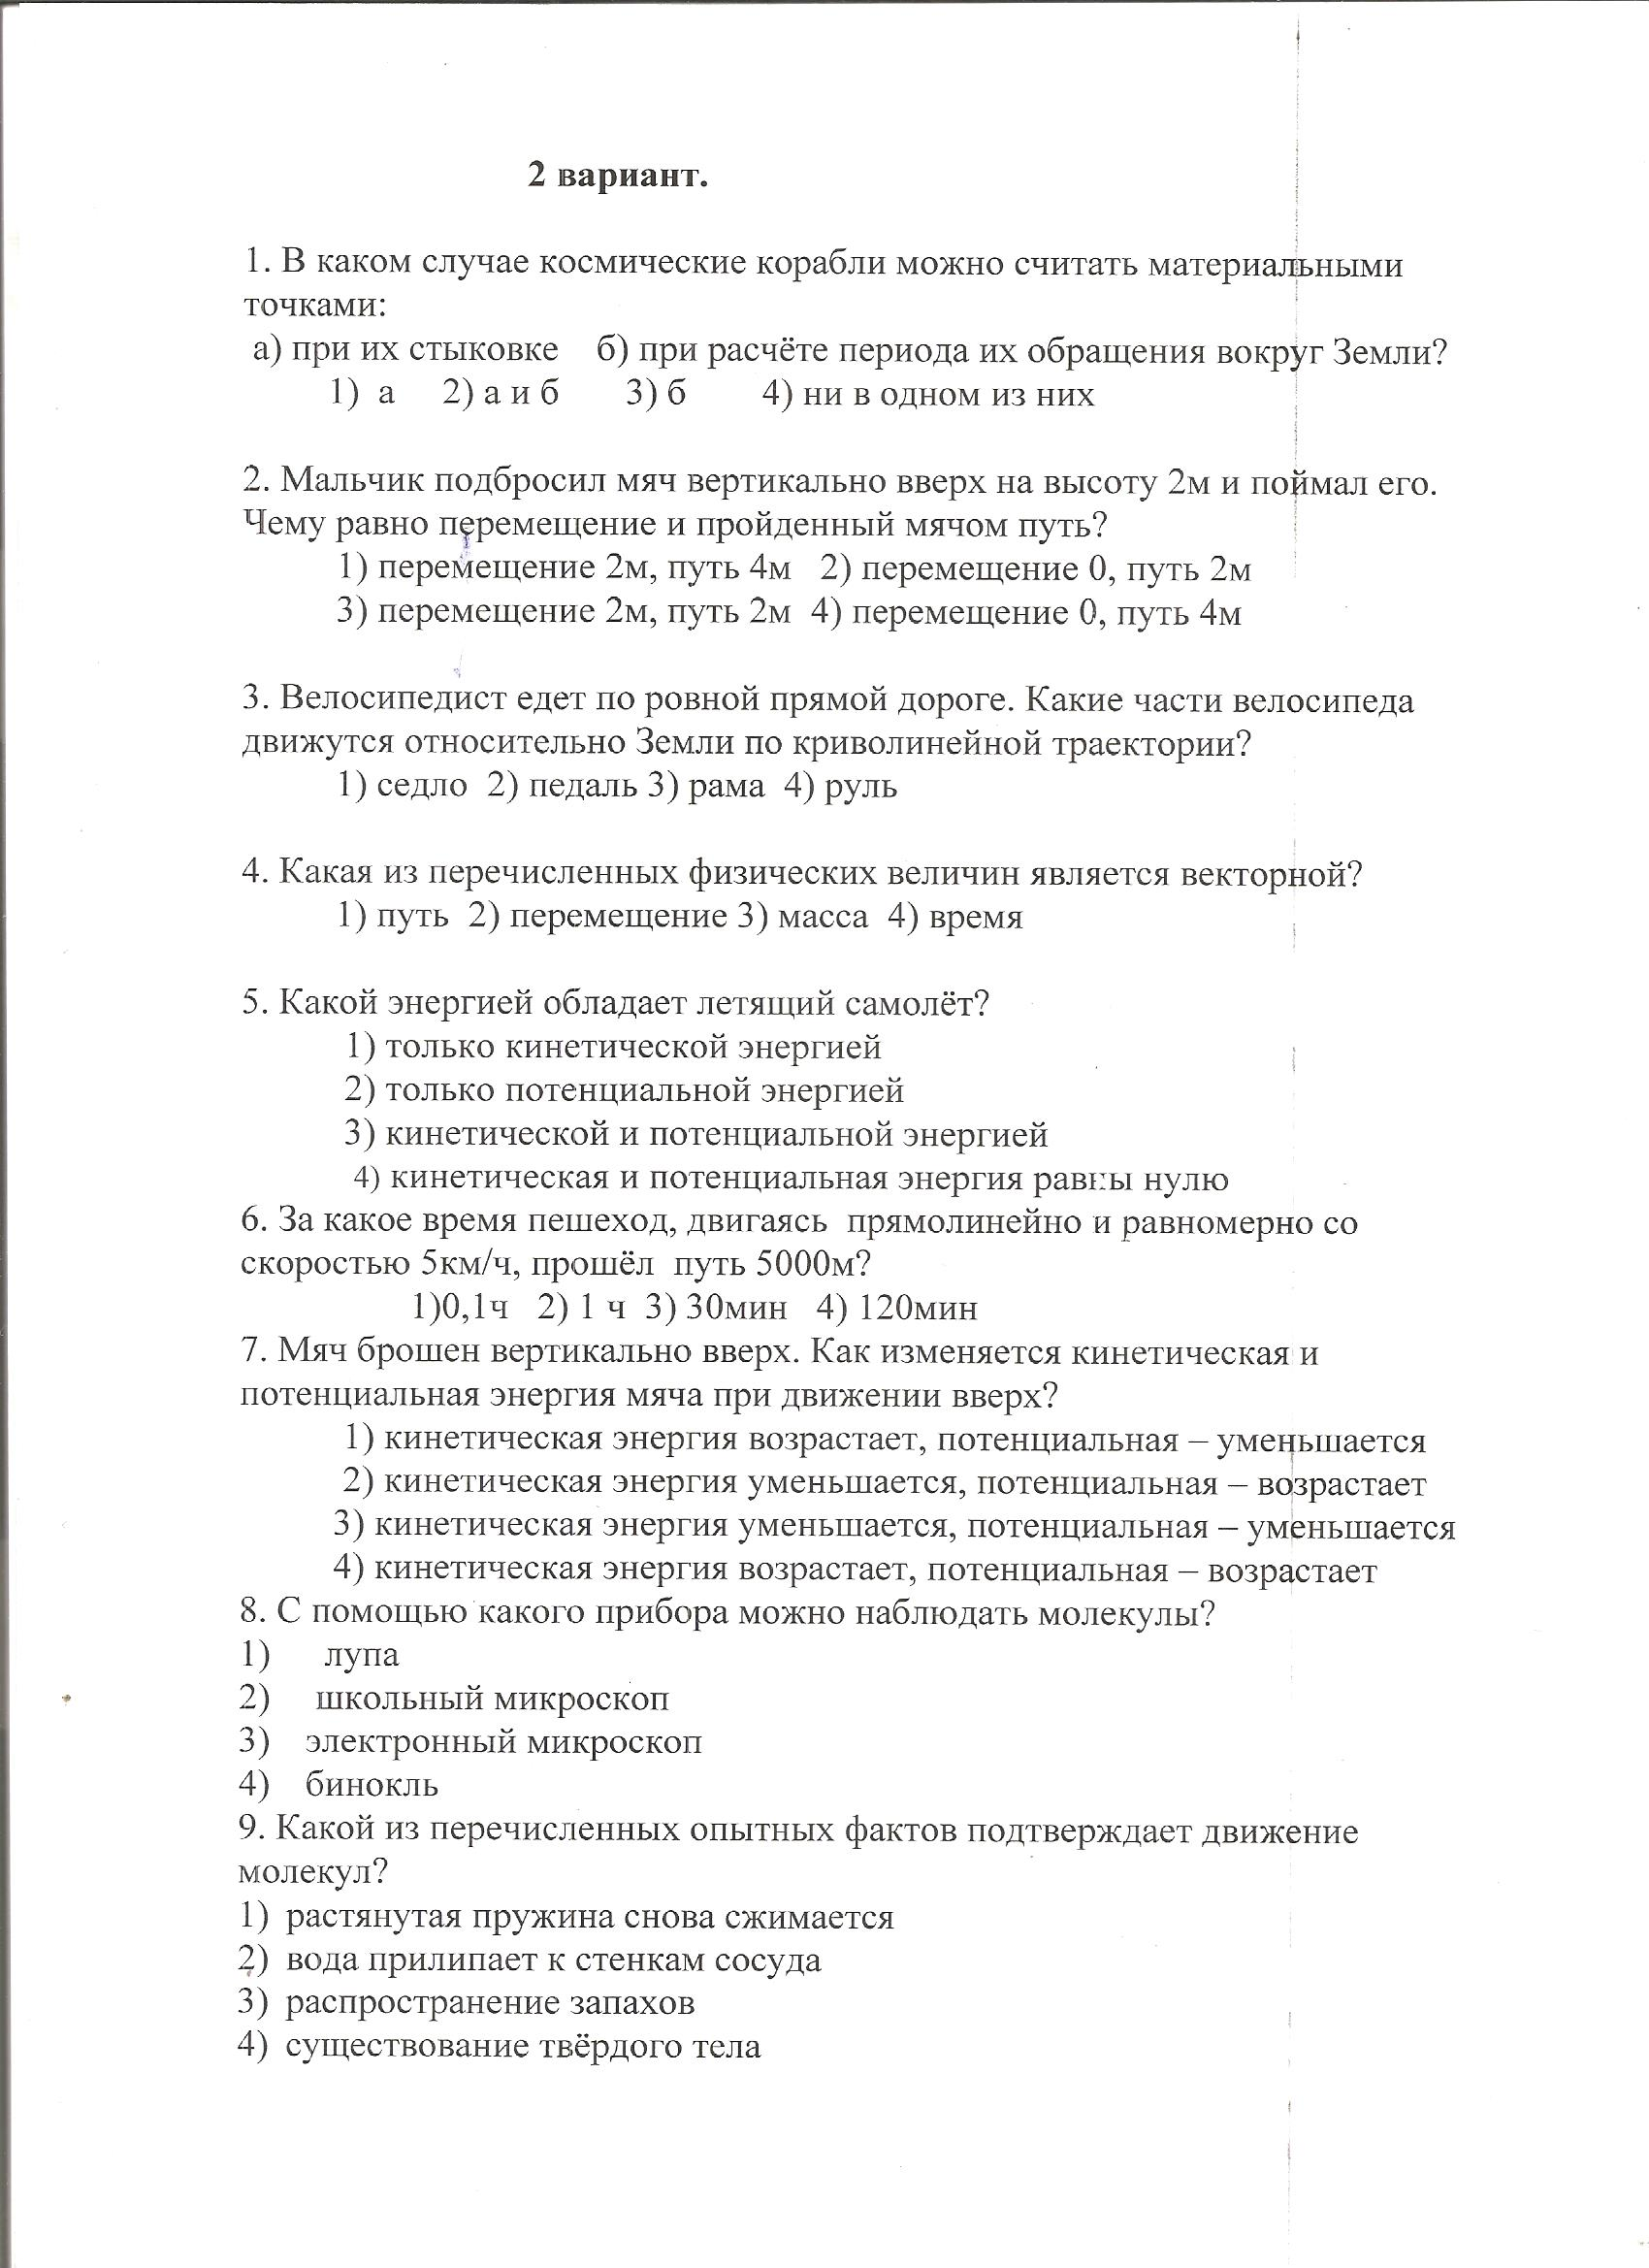 2 вариант.
1. В каком случае космические корабли можно считать материальными
точками:
а) при их стыковке б) при расчёте периода их обращения вокруг Земли?
1) а 2) а и б 3) б 4) ни в одном из них
2. Мальчик подбросил мяч вертикально вверх на высоту 2м и поймал его.
Чему равно перемещение и пройденный мячом путь?
1) перемещение 2м, путь 4м 2) перемещение 0, путь 2м
3) перемещение 2м, путь 2м 4) перемещение 0, путь 4м
3. Велосипедист едет по ровной прямой дороге. Какие части велосипеда
движутся относительно Земли по криволинейной траектории?
1) седло 2) педаль 3) рама 4) руль
4. Какая из перечисленных физических величин является векторной?
1) путь 2) перемещение 3) масса 4) время
5. Какой энергией обладает летящий самолёт?
1) только кинетической энергией
2) только потенциальной энергией
3) кинетической и потенциальной энергией
4) кинетическая и потенциальная энергия равны нулю
6. За какое время пешеход, двигаясь прямолинейно и равномерно со
скоростью 5км/ч, прошёл путь 5000м?
1)0,1ч 2) 1 ч 3) 30мин 4) 120мин
7. Мяч брошен вертикально вверх. Как изменяется кинетическая и
потенциальная энергия мяча при движении вверх?
1) кинетическая энергия возрастает, потенциальная – уменьшается
2) кинетическая энергия уменьшается, потенциальная – возрастает
3) кинетическая энергия уменьшается, потенциальная – уменьшается
4) кинетическая энергия возрастает, потенциальная – возрастает
8. С помощью какого прибора можно наблюдать молекулы?
1) лупа
2) школьный микроскоп
3) электронный микроскоп
4) бинокль
9. Какой из перечисленных опытных фактов подтверждает движение
молекул?
1) растянутая пружина снова сжимается
2) вода прилипает к стенкам сосуда
3) распространение запахов
4) существование твёрдого тела